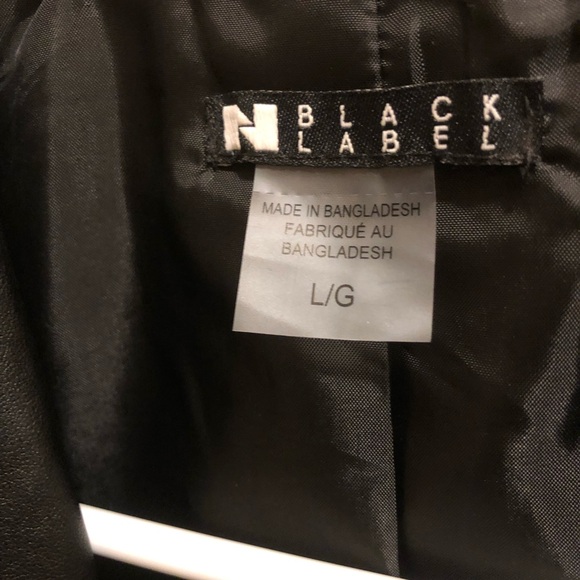 N BLACK
LABEL
MADE IN BANGLADESH
FABRIQUÉ AU
BANGLADESH
L/G